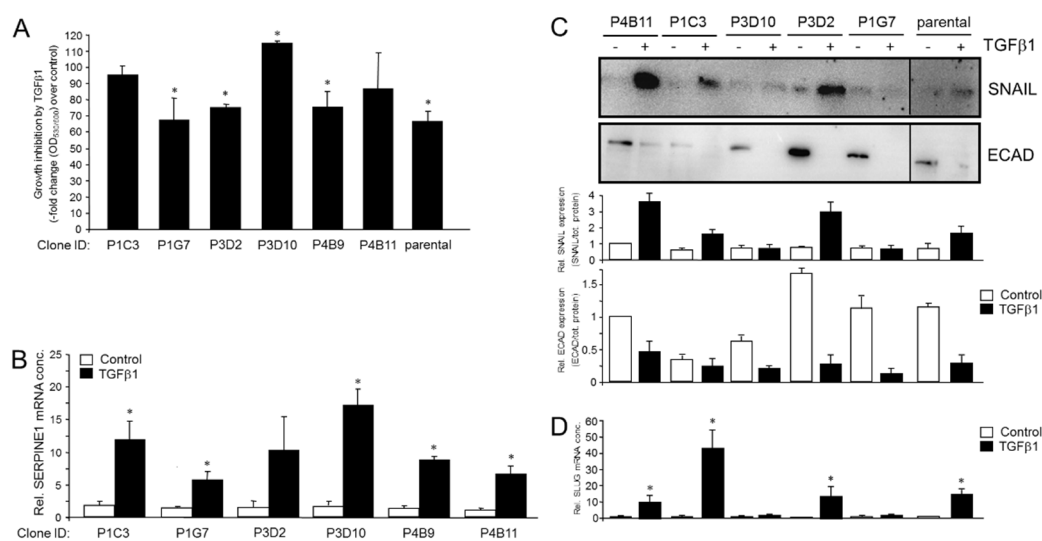 A
Growth inhibition by TGFβ1
(-fold change (OD) over control)
120
110
100
90
80
70
60
50
40
30
20
10
0
* * * * *
Clone ID: P1C3 P1G7 P3D2 P3D10 P4B9 P4B11 parental
B
Control
TGFβ1
Rel. SERPINE1 mRNA conc.
25
20
15
10
5
0
* * * * *
Clone ID: P1C3 P1G7 P3D2 P3D10 P4B9 P4B11
C
P4B11 P1C3 P3D10 P3D2 P1G7 parental
- + - + - + - + - + - + TGFβ1
SNAIL
ECAD
Rel. SNAIL expression
(SNAIL/tot. protein)
4
3
2
1
0
Rel. ECAD expression
(ECAD/tot. protein)
1.5
1
0.5
0
Control
TGFβ1
D
Rel. SLUG mRNA conc.
60
50
40
30
20
10
0
* * * *
Control
TGFβ1